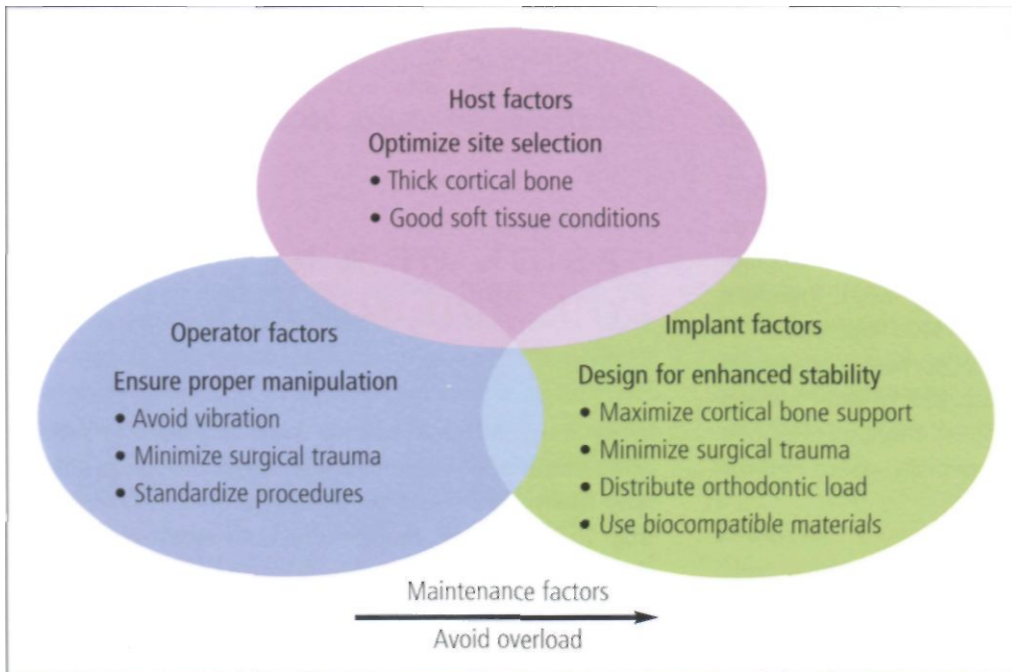 Host factors
Optimize site selection
• Thick cortical bone
• Good soft tissue conditions
Operator factors
Ensure proper manipulation
• Avoid vibration
• Minimize surgical trauma
• Standardize procedures
Implant factors
Design for enhanced stability
• Maximize cortical bone support
• Minimize surgical trauma
• Distribute orthodontic load
• Use biocompatible materials
Maintenance factors
Avoid overload